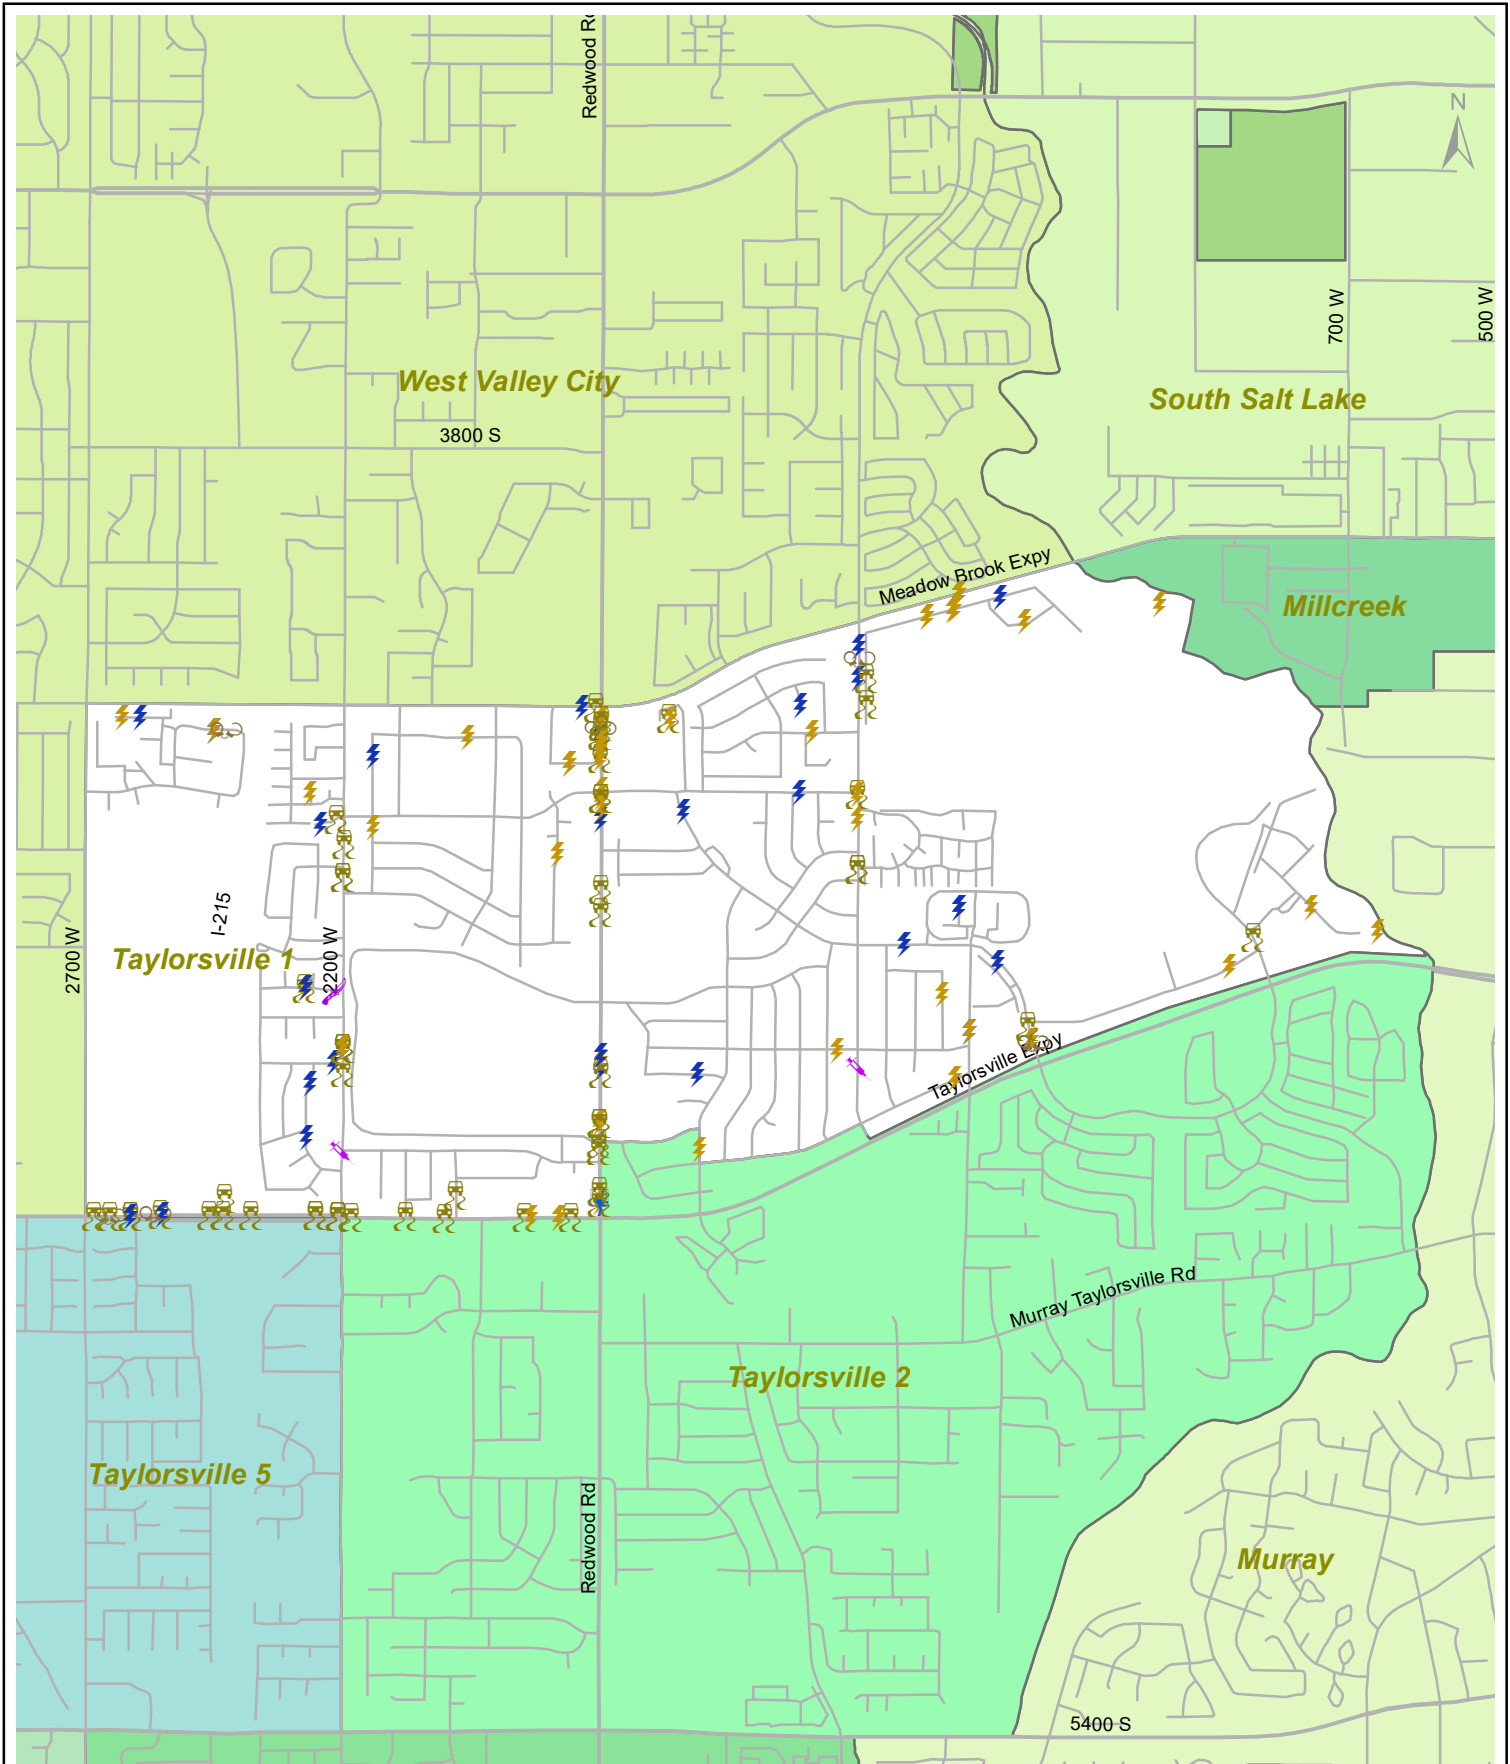 Redwood Rd
N
700 W
500 W
West Valley City
South Salt Lake
3800 S
Meadow Brook Expy
Millcreek
I-215
2700 W
Taylorsville 1
2200 W
Taylorsville Expy
Murray Taylorsville Rd
Taylorsville 2
Taylorsville 5
Redwood Rd
Murray
5400 S